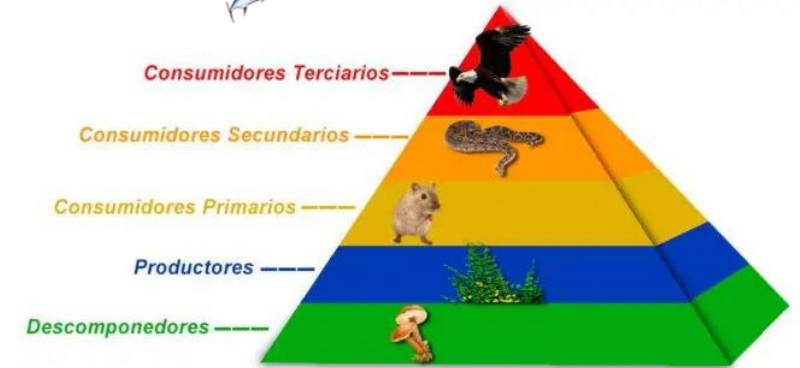 Consumidores Terciarios
Consumidores Secundarios
Consumidores Primarios
Productores
Descomponedores